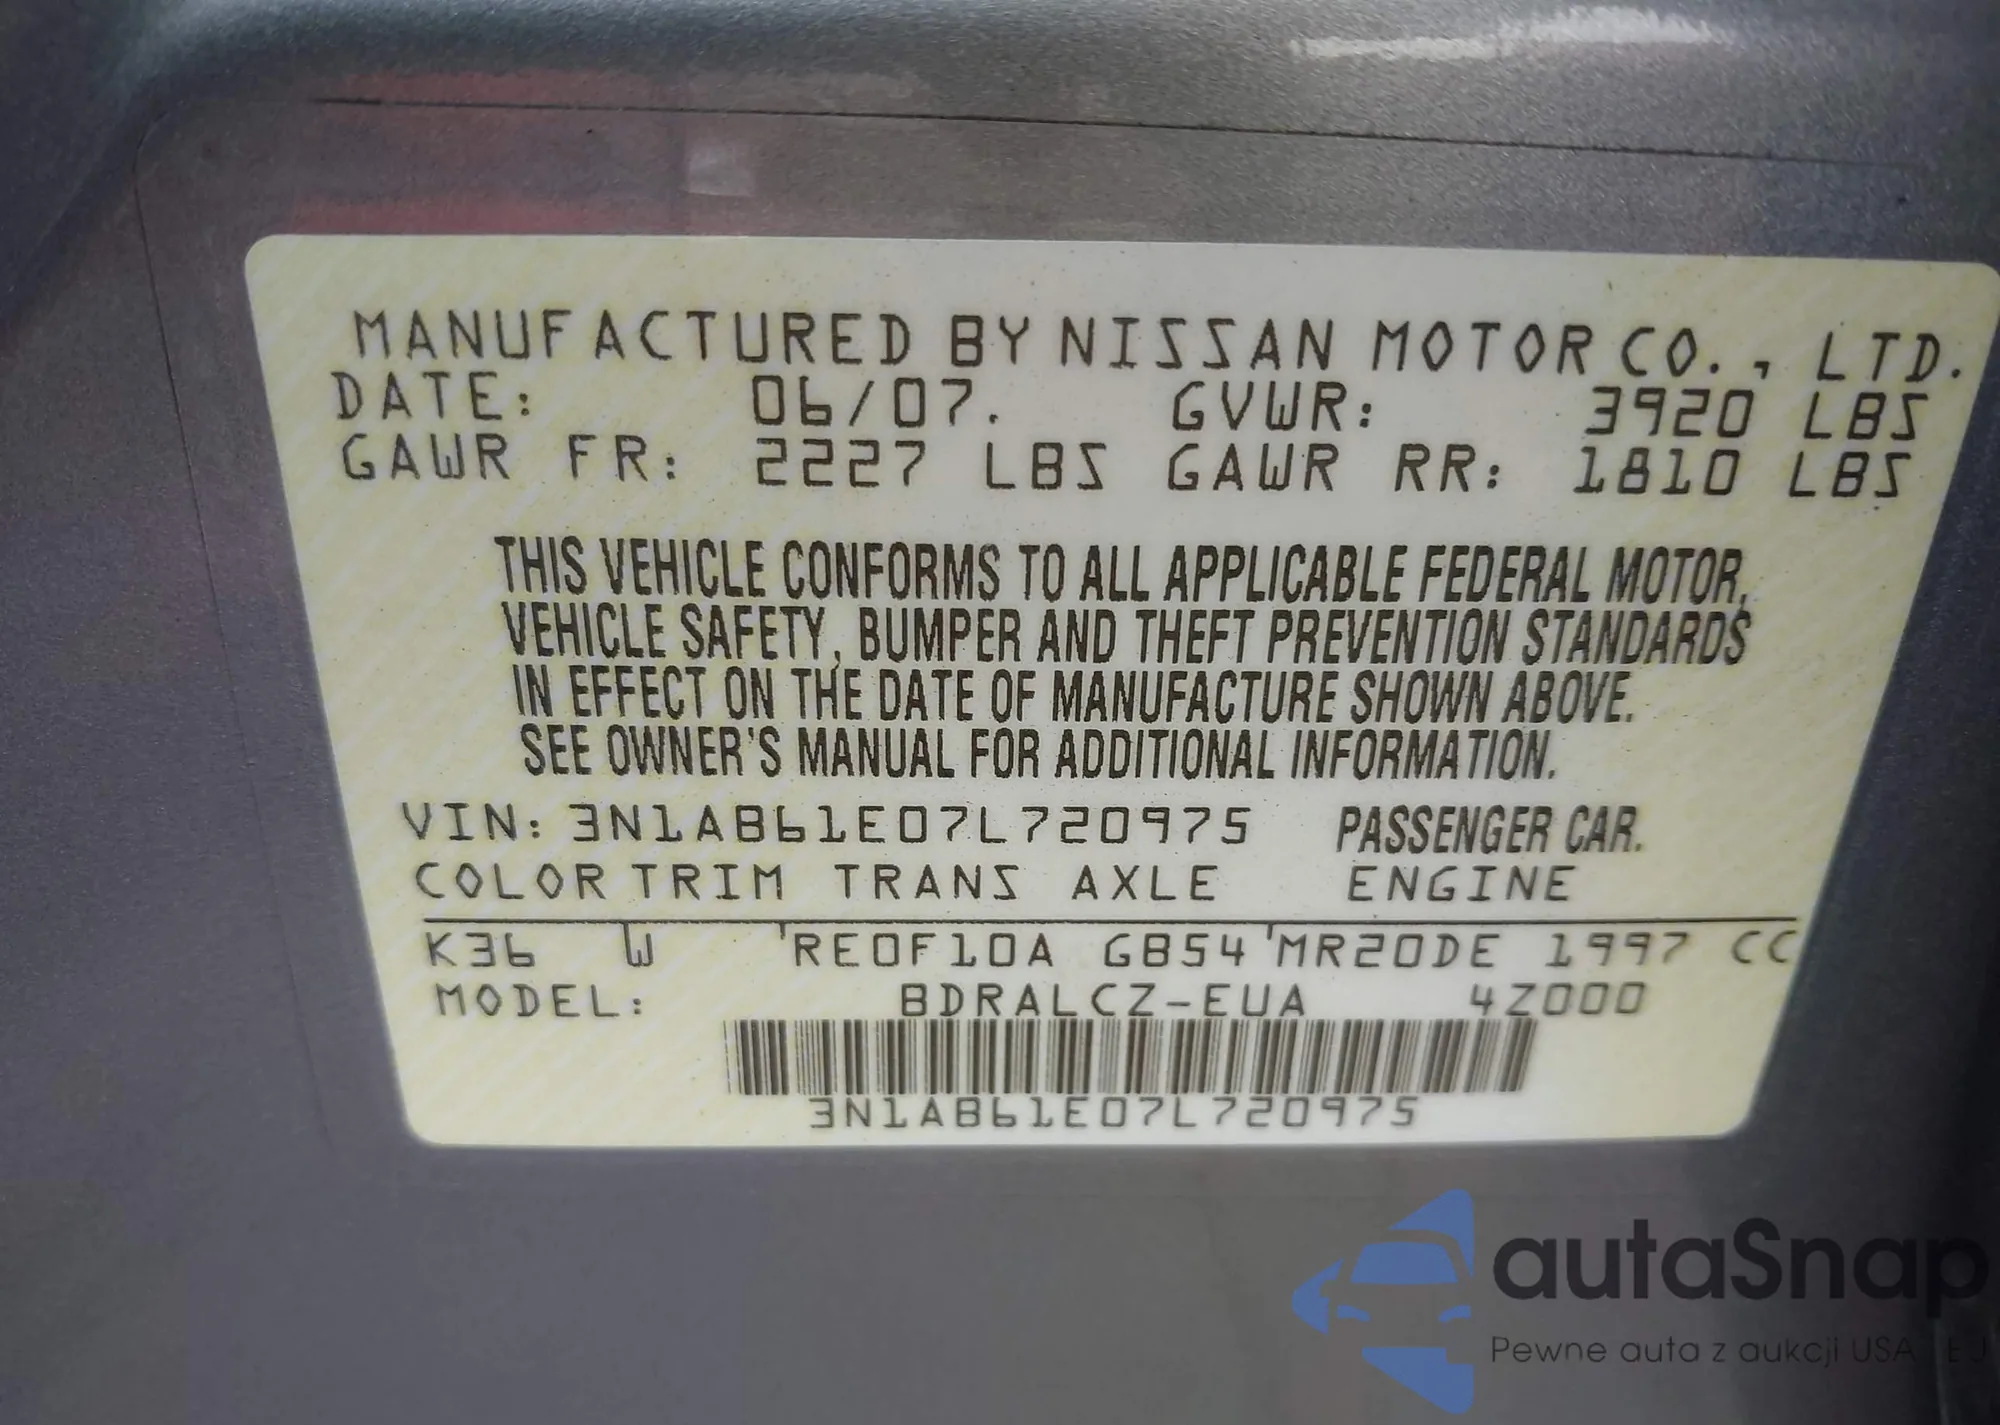 MANUFACTURED BY NISSAN MOTOR CO., LTD.
DATE: 06/07. GVWR: 3920 LBS
GAWR FR: 2227 LBS GAWR RR: 1810 LBS
THIS VEHICLE CONFORMS TO ALL APPLICABLE FEDERAL MOTOR,
VEHICLE SAFETY, BUMPER AND THEFT PREVENTION STANDARDS
IN EFFECT ON THE DATE OF MANUFACTURE SHOWN ABOVE.
SEE OWNER'S MANUAL FOR ADDITIONAL INFORMATION.
VIN: 3N1AB61E07L720975 PASSENGER CAR.
COLOR TRIM TRANS AXLE ENGINE
K36 W 'RE0F10A GB54 'MR20DE 1997 CC
MODEL: BDRALCZ-EUA 4Z000
3N1AB61E07L720975
autaSnap
Pewne auta z aukcji USA i EU